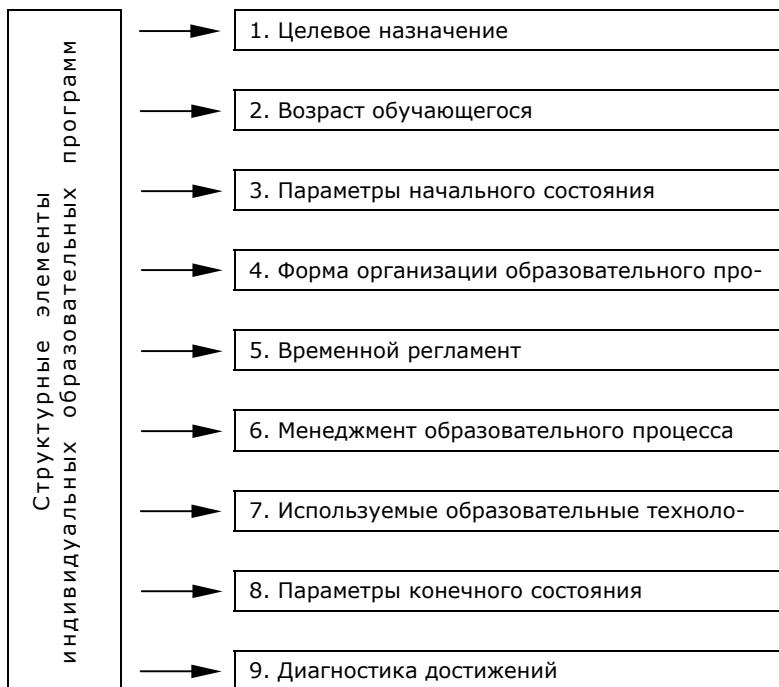 Структурные элементы
индивидуальных образовательных программ
1. Целевое назначение
2. Возраст обучающегося
3. Параметры начального состояния
4. Форма организации образовательного про-
5. Временной регламент
6. Менеджмент образовательного процесса
7. Используемые образовательные техноло-
8. Параметры конечного состояния
9. Диагностика достижений